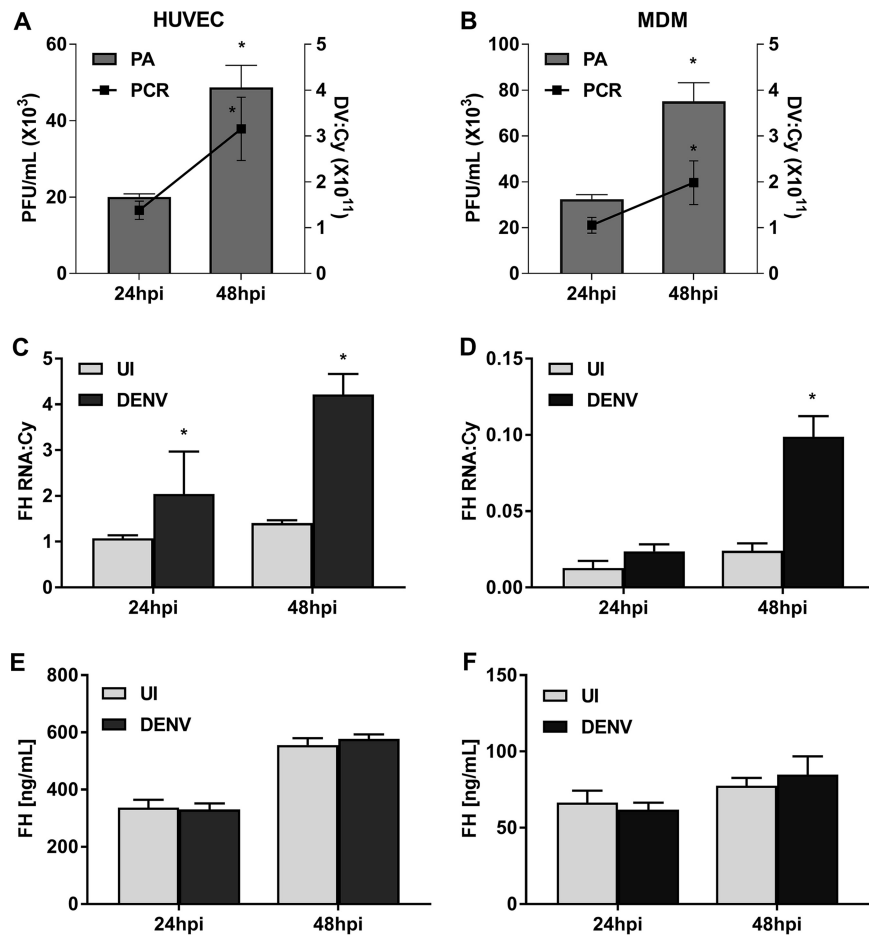 A HUVEC
PA
PCR
PFU/mL (X10³)
60
40
20
0
*
*
DV:Cy (X10¹¹)
5
4
3
2
1
0
24hpi 48hpi
B MDM
PA
PCR
PFU/mL (X10³)
100
80
60
40
20
0
*
*
DV:Cy (X10¹¹)
5
4
3
2
1
0
24hpi 48hpi
C
UI
DENV
FH RNA:Cy
5
4
3
2
1
0
*
*
24hpi 48hpi
D
UI
DENV
FH RNA:Cy
0.15
0.10
0.05
0.00
*
24hpi 48hpi
E
UI
DENV
FH [ng/mL]
800
600
400
200
0
24hpi 48hpi
F
UI
DENV
FH [ng/mL]
150
100
50
0
24hpi 48hpi